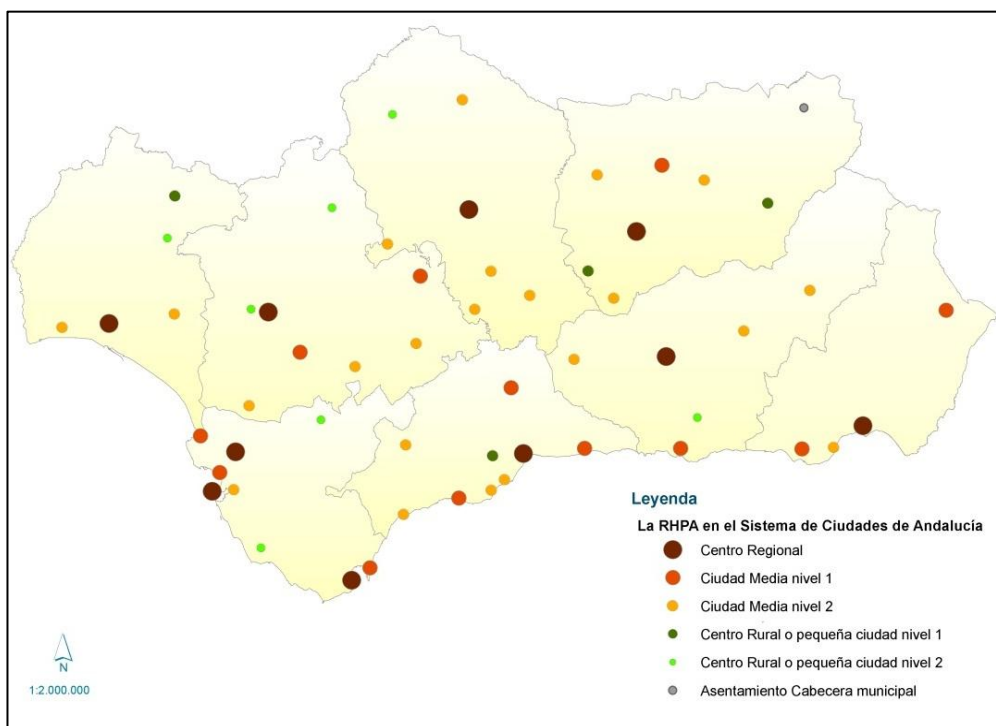 Leyenda
La RHPA en el Sistema de Ciudades de Andalucía
Centro Regional
Ciudad Media nivel 1
Ciudad Media nivel 2
Centro Rural o pequeña ciudad nivel 1
Centro Rural o pequeña ciudad nivel 2
Asentamiento Cabecera municipal
N
1:2.000.000